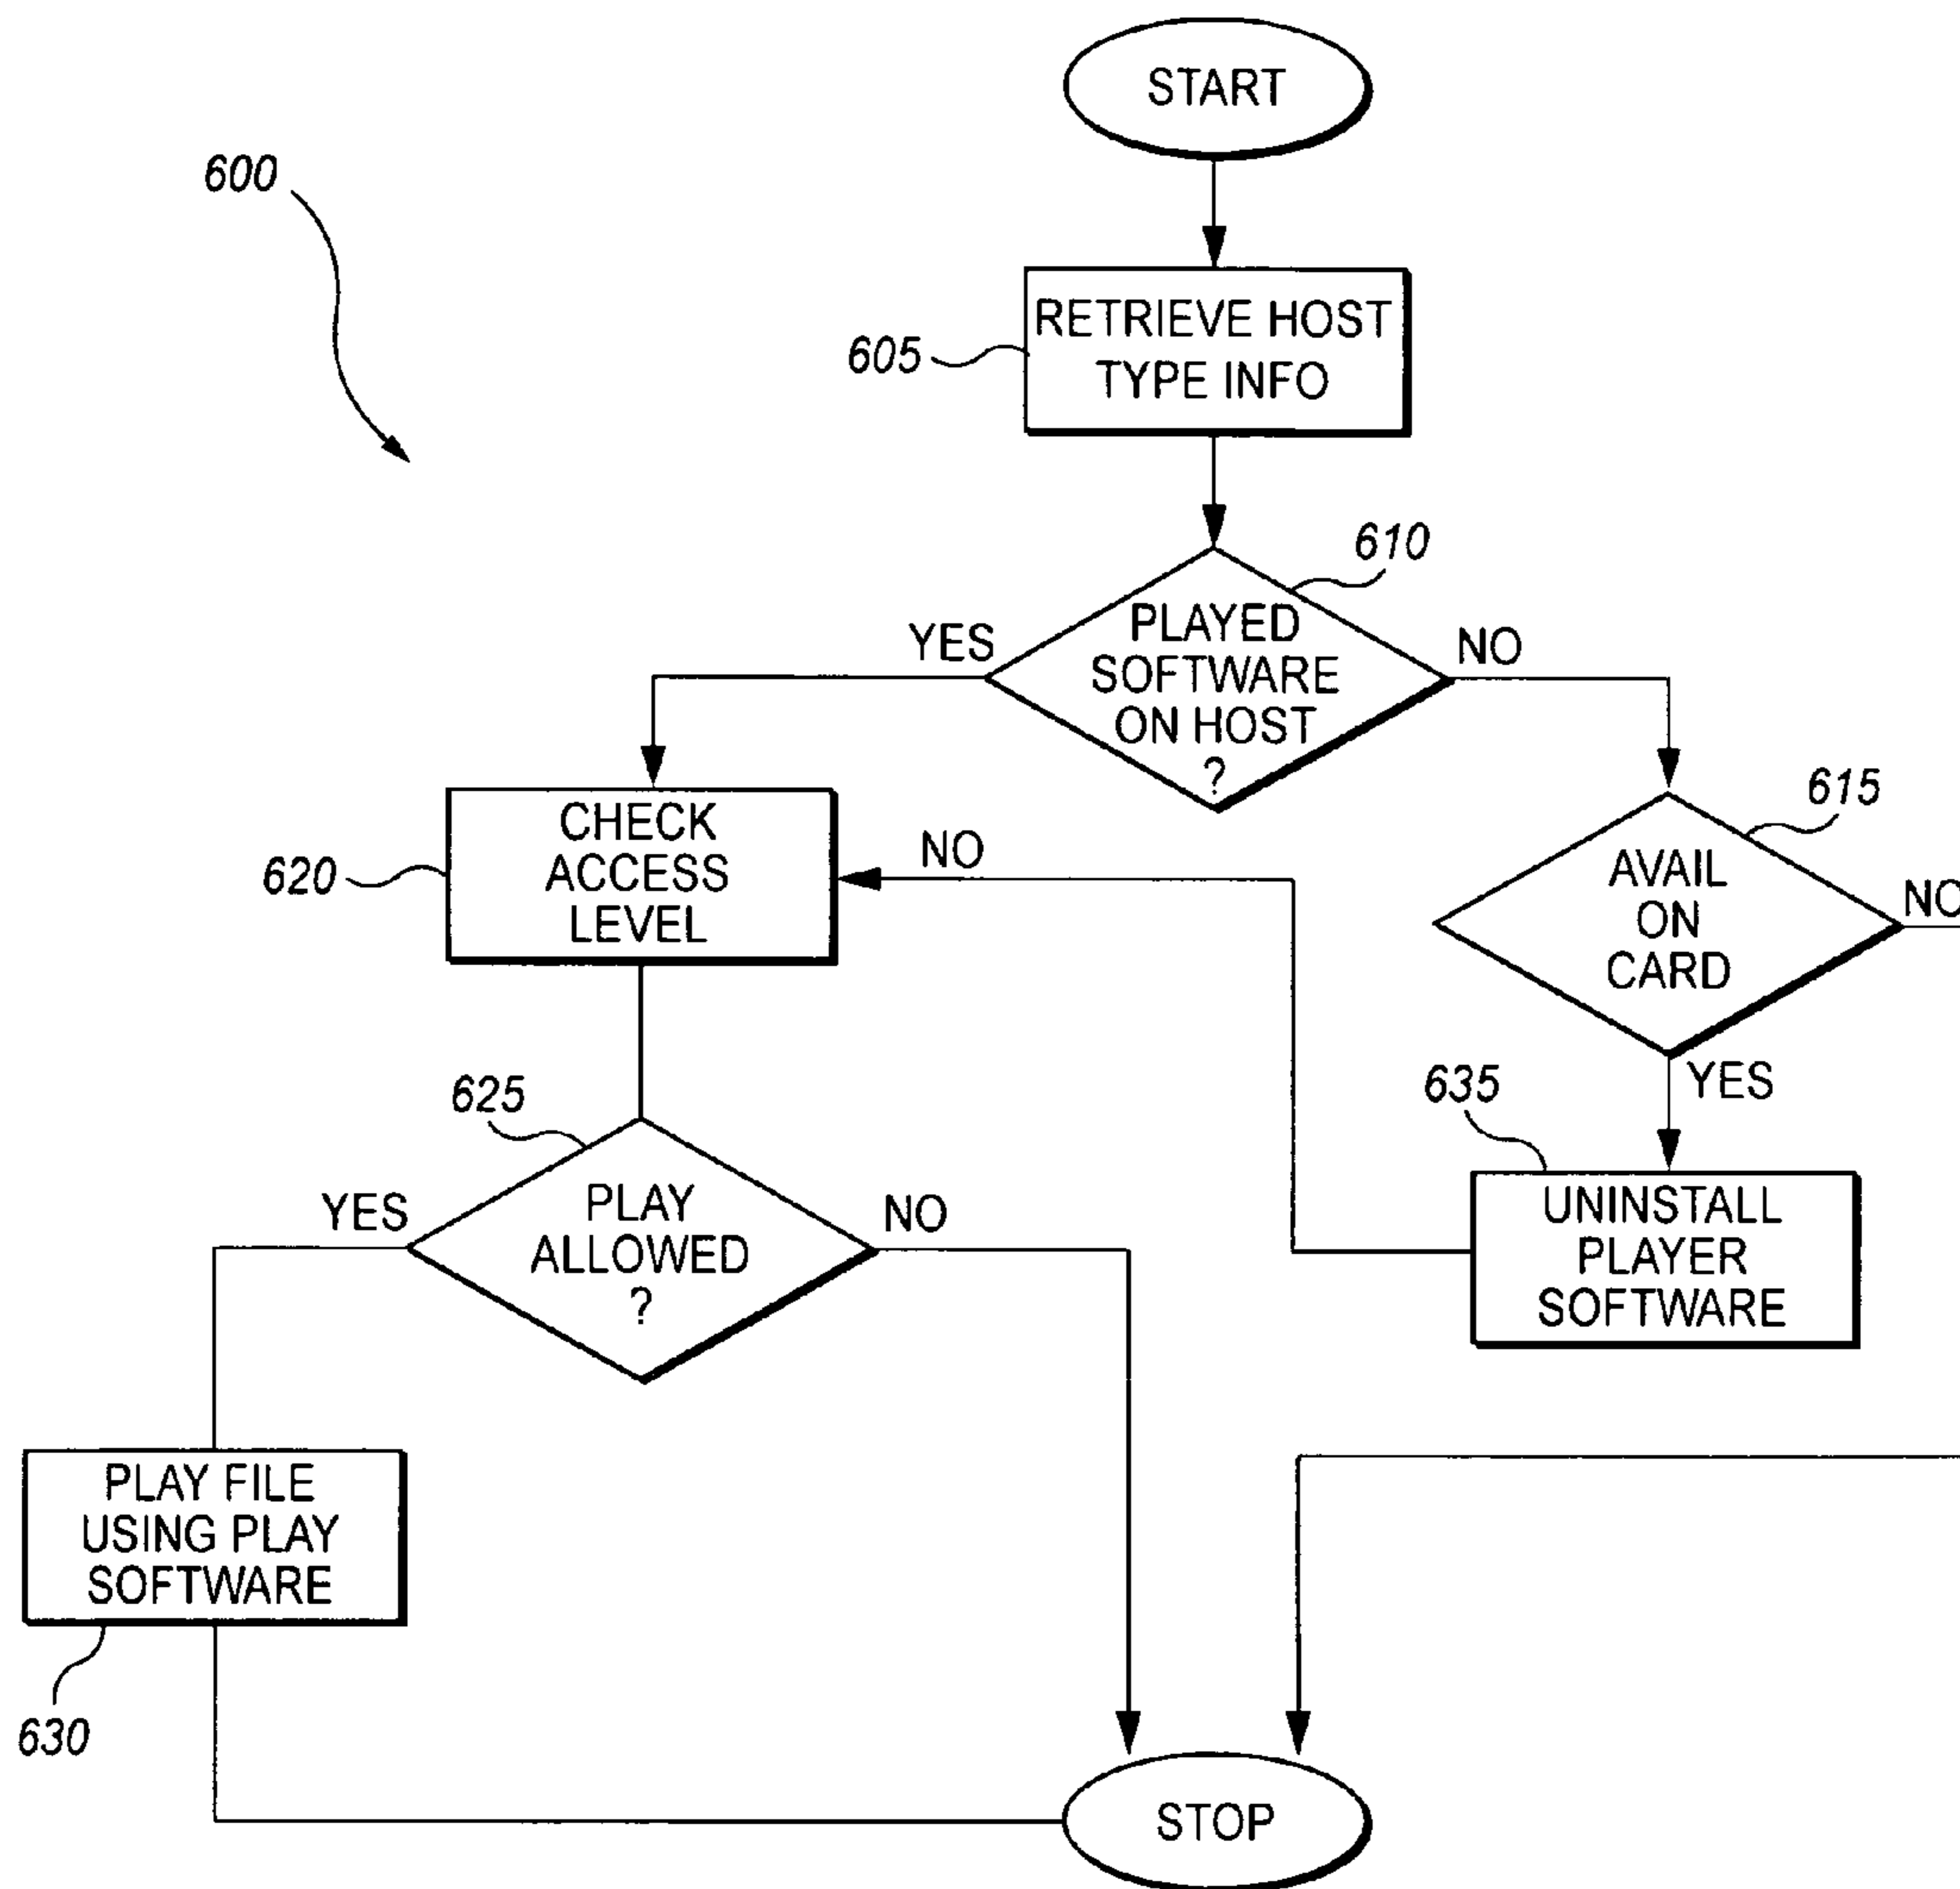 START
600
RETRIEVE HOST
TYPE INFO
605
610
PLAYED
SOFTWARE
ON HOST
?
YES
NO
615
CHECK
ACCESS
LEVEL
620
NO
AVAIL
ON
CARD
NO
YES
625
635
PLAY
ALLOWED
?
YES
NO
UNINSTALL
PLAYER
SOFTWARE
PLAY FILE
USING PLAY
SOFTWARE
630
STOP